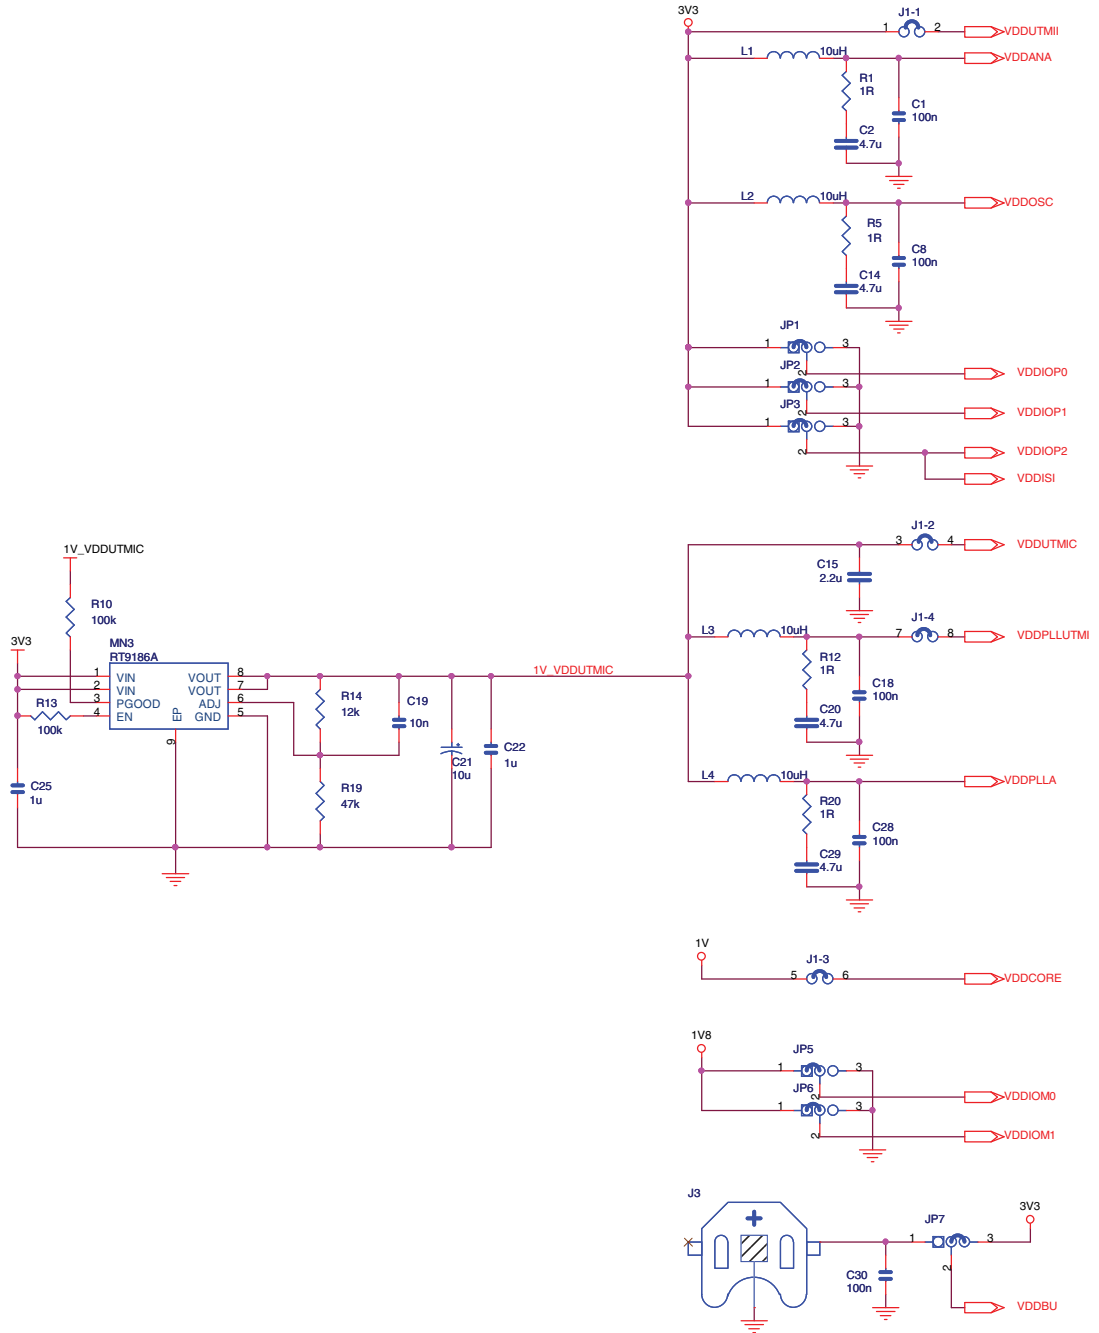 3V3
J1-1
1 2 VDDUTMII
L1 10uH VDDANA
R1
1R
C1
100n
C2
4.7u
L2 10uH VDDOSC
R5
1R
C8
100n
C14
4.7u
JP1
1 3
2 VDDIOP0
JP2
1 3
2 VDDIOP1
JP3
1 3
2 VDDIOP2
VDDISI
J1-2
3 4 VDDUTMIC
C15
2.2u
J1-4
L3 10uH 7 8 VDDPLLUTMI
R12
1R
C18
100n
C20
4.7u
L4 10uH VDDPLLA
R20
1R
C28
100n
C29
4.7u
1V_VDDUTMIC
R10
100k
3V3
MN3
RT9186A
1 VIN VOUT 8
2 VIN VOUT 7
3 PGOOD ADJ 6
4 EN GND 5
EP
9
R13
100k
C25
1u
R14
12k
C19
10n
R19
47k
C21
10u
C22
1u
1V_VDDUTMIC
1V
J1-3
5 6 VDDCORE
1V8
JP5
1 3
2 VDDIOM0
JP6
1 3
2 VDDIOM1
J3
3V3
JP7
1 3
2
C30
100n
VDDBU